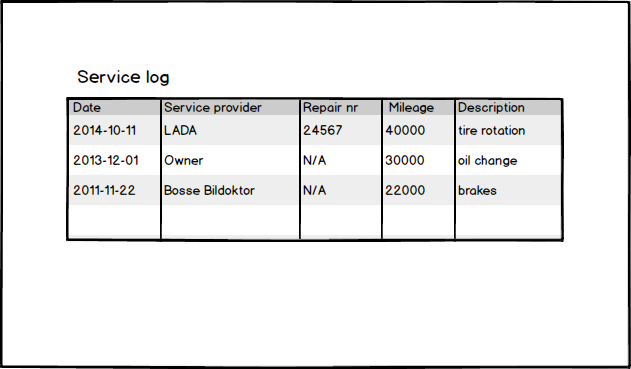 Service log
Date Service provider Repair nr Mileage Description
2014-10-11 LADA 24567 40000 tire rotation
2013-12-01 Owner N/A 30000 oil change
2011-11-22 Bosse Bildoktor N/A 22000 brakes